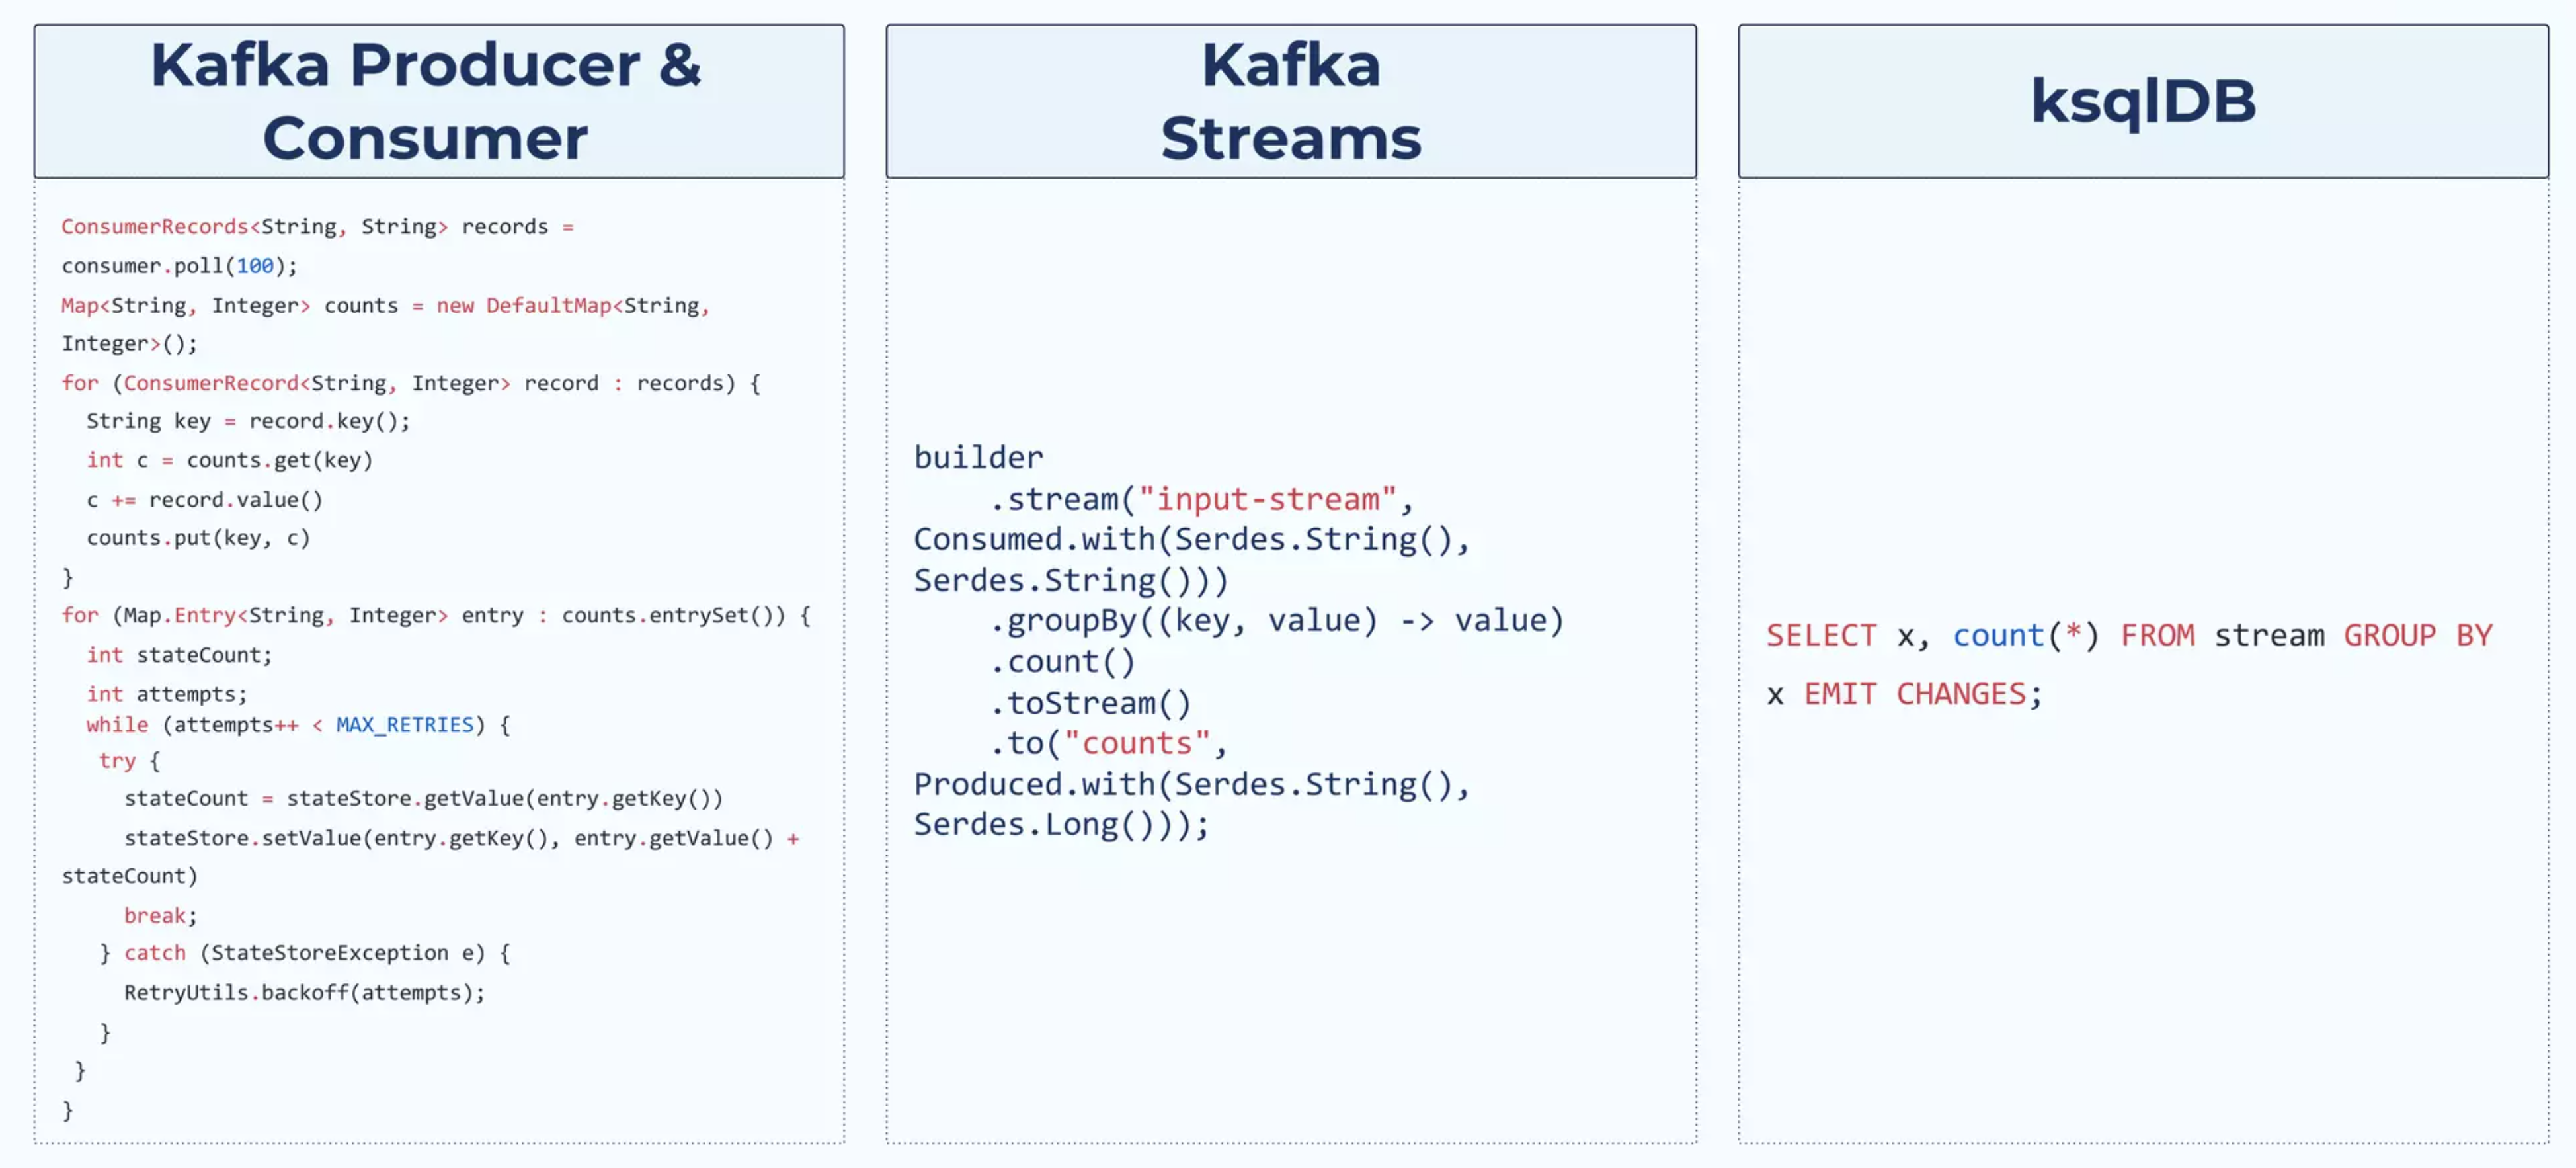 Kafka Producer &
Consumer
ConsumerRecords<String, String> records =
consumer.poll(100);
Map<String, Integer> counts = new DefaultMap<String,
Integer>();
for (ConsumerRecord<String, Integer> record : records) {
  String key = record.key();
  int c = counts.get(key)
  c += record.value()
  counts.put(key, c)
}
for (Map.Entry<String, Integer> entry : counts.entrySet()) {
  int stateCount;
  int attempts;
  while (attempts++ < MAX_RETRIES) {
   try {
     stateCount = stateStore.getValue(entry.getKey())
     stateStore.setValue(entry.getKey(), entry.getValue() +
stateCount)
     break;
   } catch (StateStoreException e) {
     RetryUtils.backoff(attempts);
   }
 }
}
Kafka
Streams
builder
    .stream("input-stream",
Consumed.with(Serdes.String(),
Serdes.String()))
    .groupBy((key, value) -> value)
    .count()
    .toStream()
    .to("counts",
Produced.with(Serdes.String(),
Serdes.Long()));
ksqlDB
SELECT x, count(*) FROM stream GROUP BY
x EMIT CHANGES;